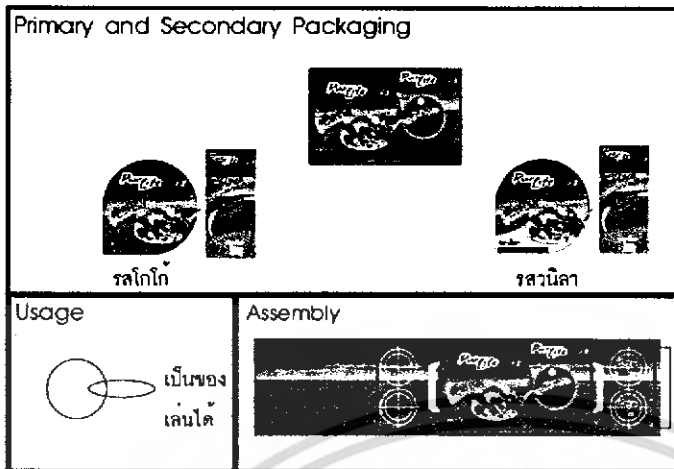 Primary and Secondary Packaging
รสโกโก้
รสวนิลา
Usage
เป็นของ
เล่นได้
Assembly